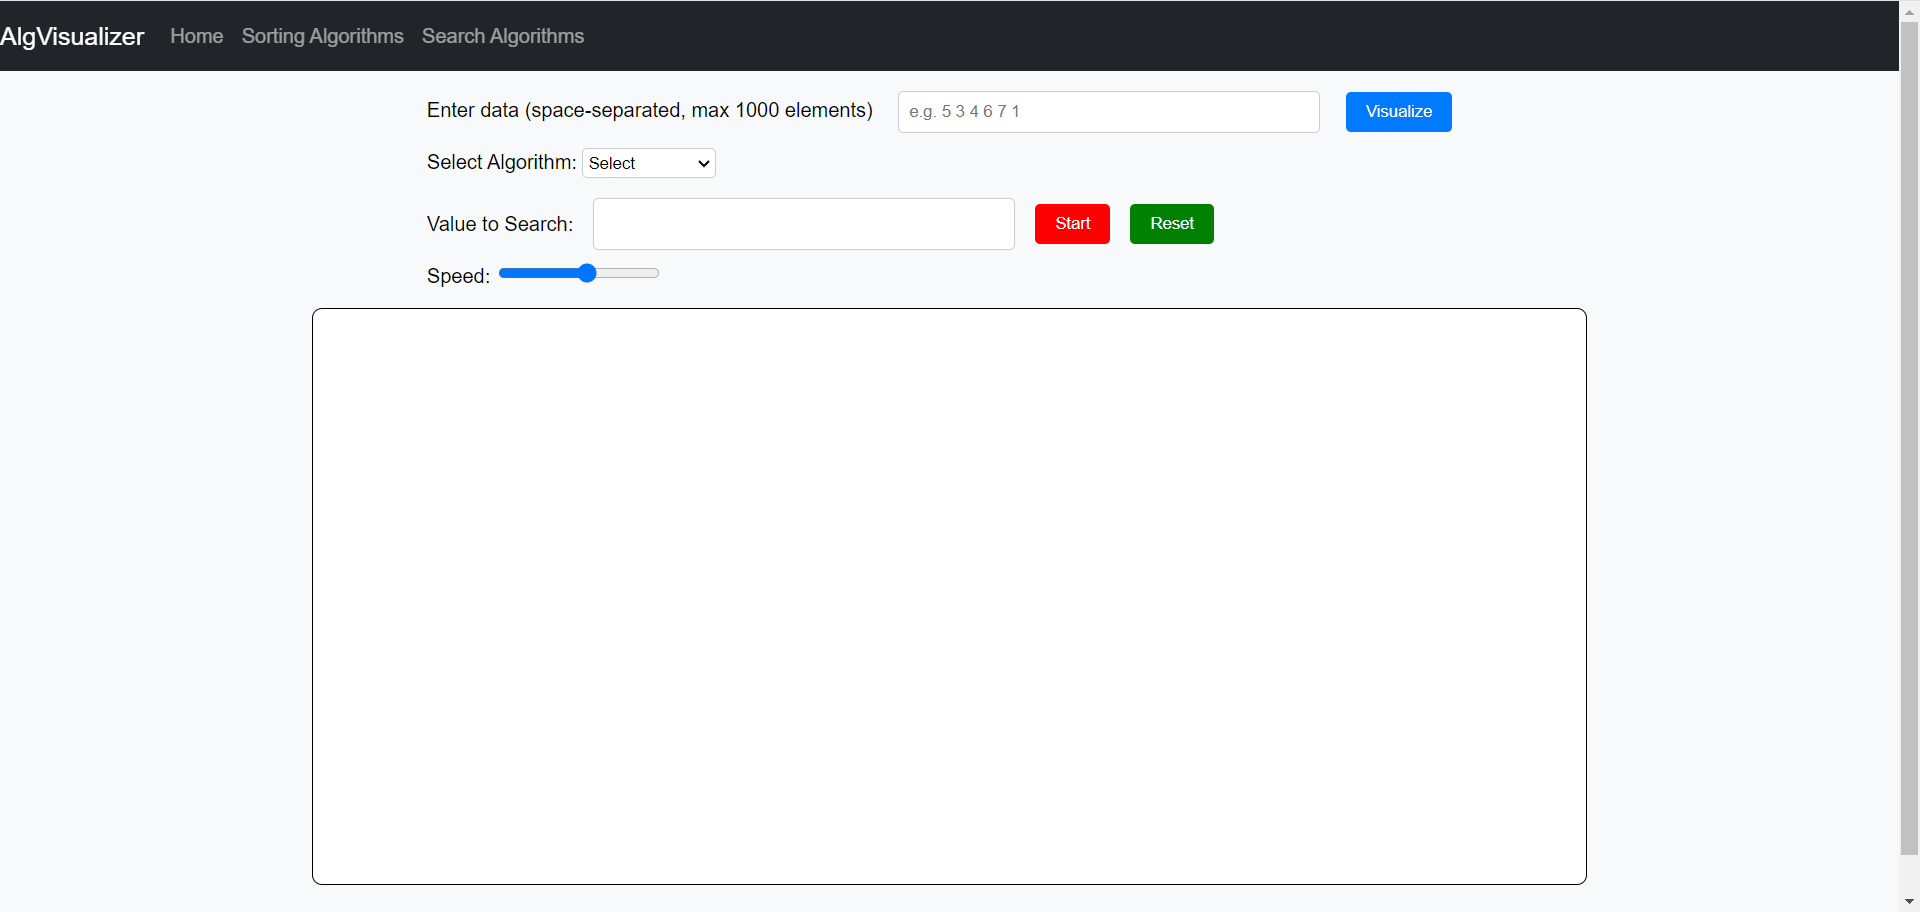 AlgVisualizer Home Sorting Algorithms Search Algorithms
Enter data (space-separated, max 1000 elements) e.g. 5 3 4 6 7 1 Visualize
Select Algorithm: Select
Value to Search: Start Reset
Speed: